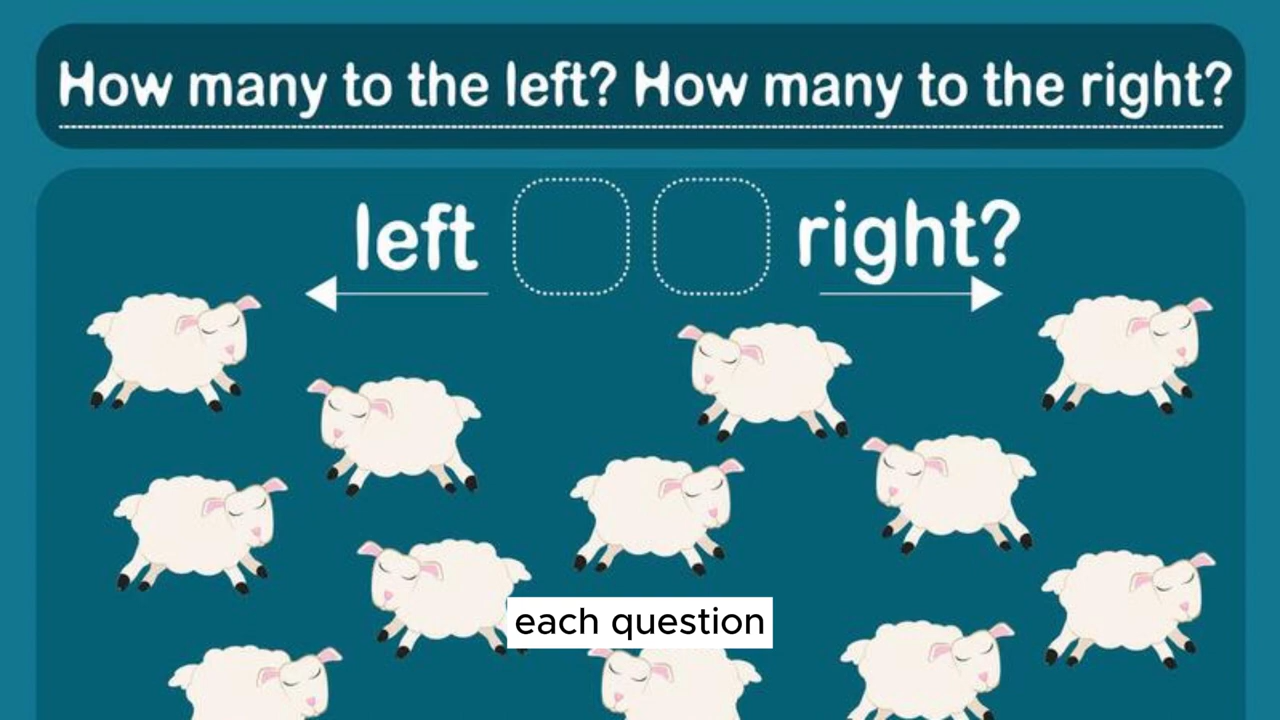 How many to the left? How many to the right?
left right?
each question